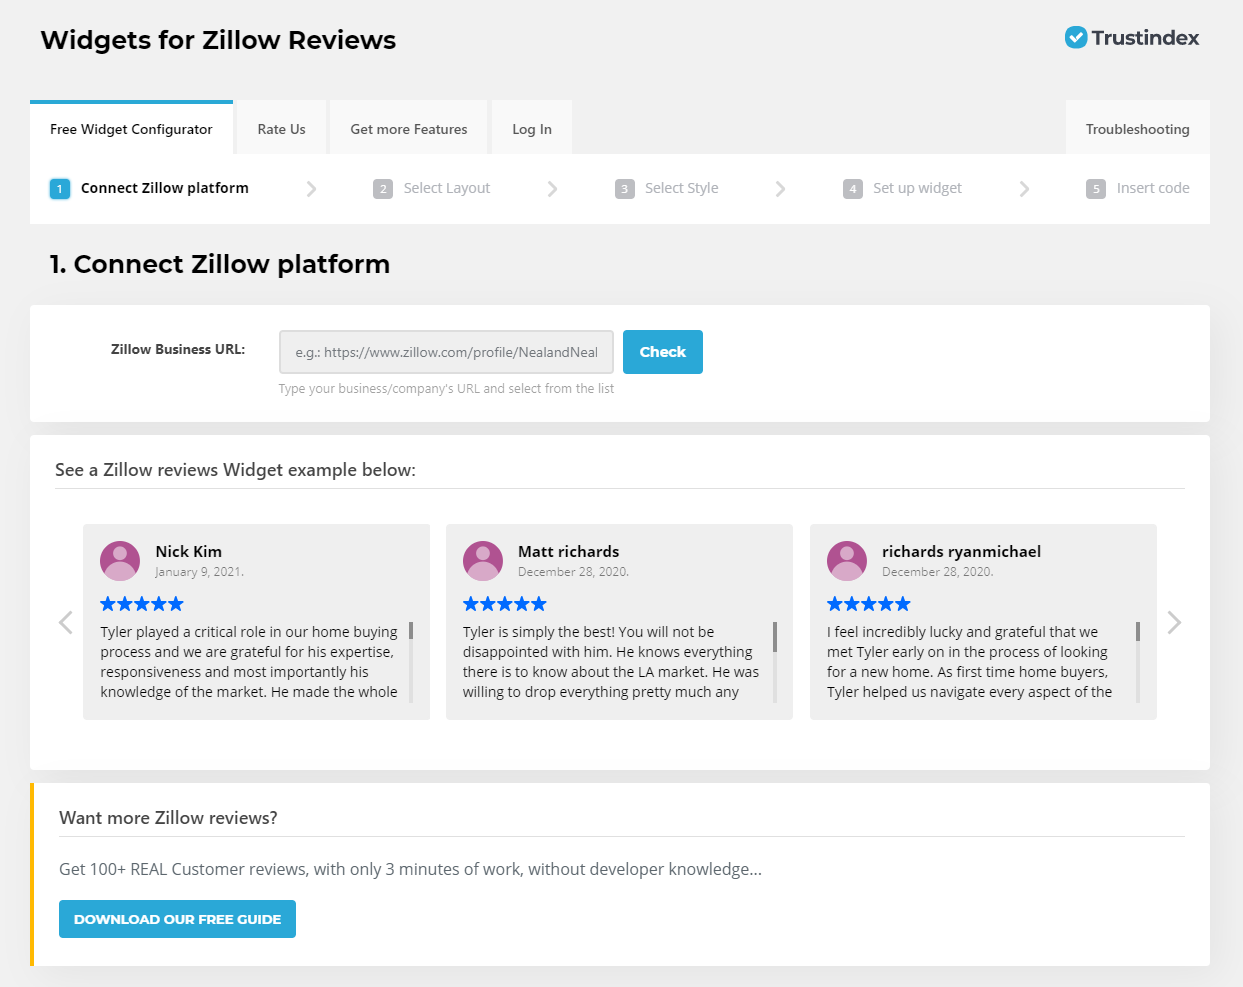 Widgets for Zillow Reviews
Trustindex
Free Widget Configurator
Rate Us
Get more Features
Log In
Troubleshooting
1 Connect Zillow platform
2 Select Layout
3 Select Style
4 Set up widget
5 Insert code
1. Connect Zillow platform
Zillow Business URL:
e.g.: https://www.zillow.com/profile/NealandNeal
Check
Type your business/company's URL and select from the list
See a Zillow reviews Widget example below:
Nick Kim
January 9, 2021.
Tyler played a critical role in our home buying
process and we are grateful for his expertise,
responsiveness and most importantly his
knowledge of the market. He made the whole
Matt richards
December 28, 2020.
Tyler is simply the best! You will not be
disappointed with him. He knows everything
there is to know about the LA market. He was
willing to drop everything pretty much any
richards ryanmichael
December 28, 2020.
I feel incredibly lucky and grateful that we
met Tyler early on in the process of looking
for a new home. As first time home buyers,
Tyler helped us navigate every aspect of the
Want more Zillow reviews?
Get 100+ REAL Customer reviews, with only 3 minutes of work, without developer knowledge...
DOWNLOAD OUR FREE GUIDE